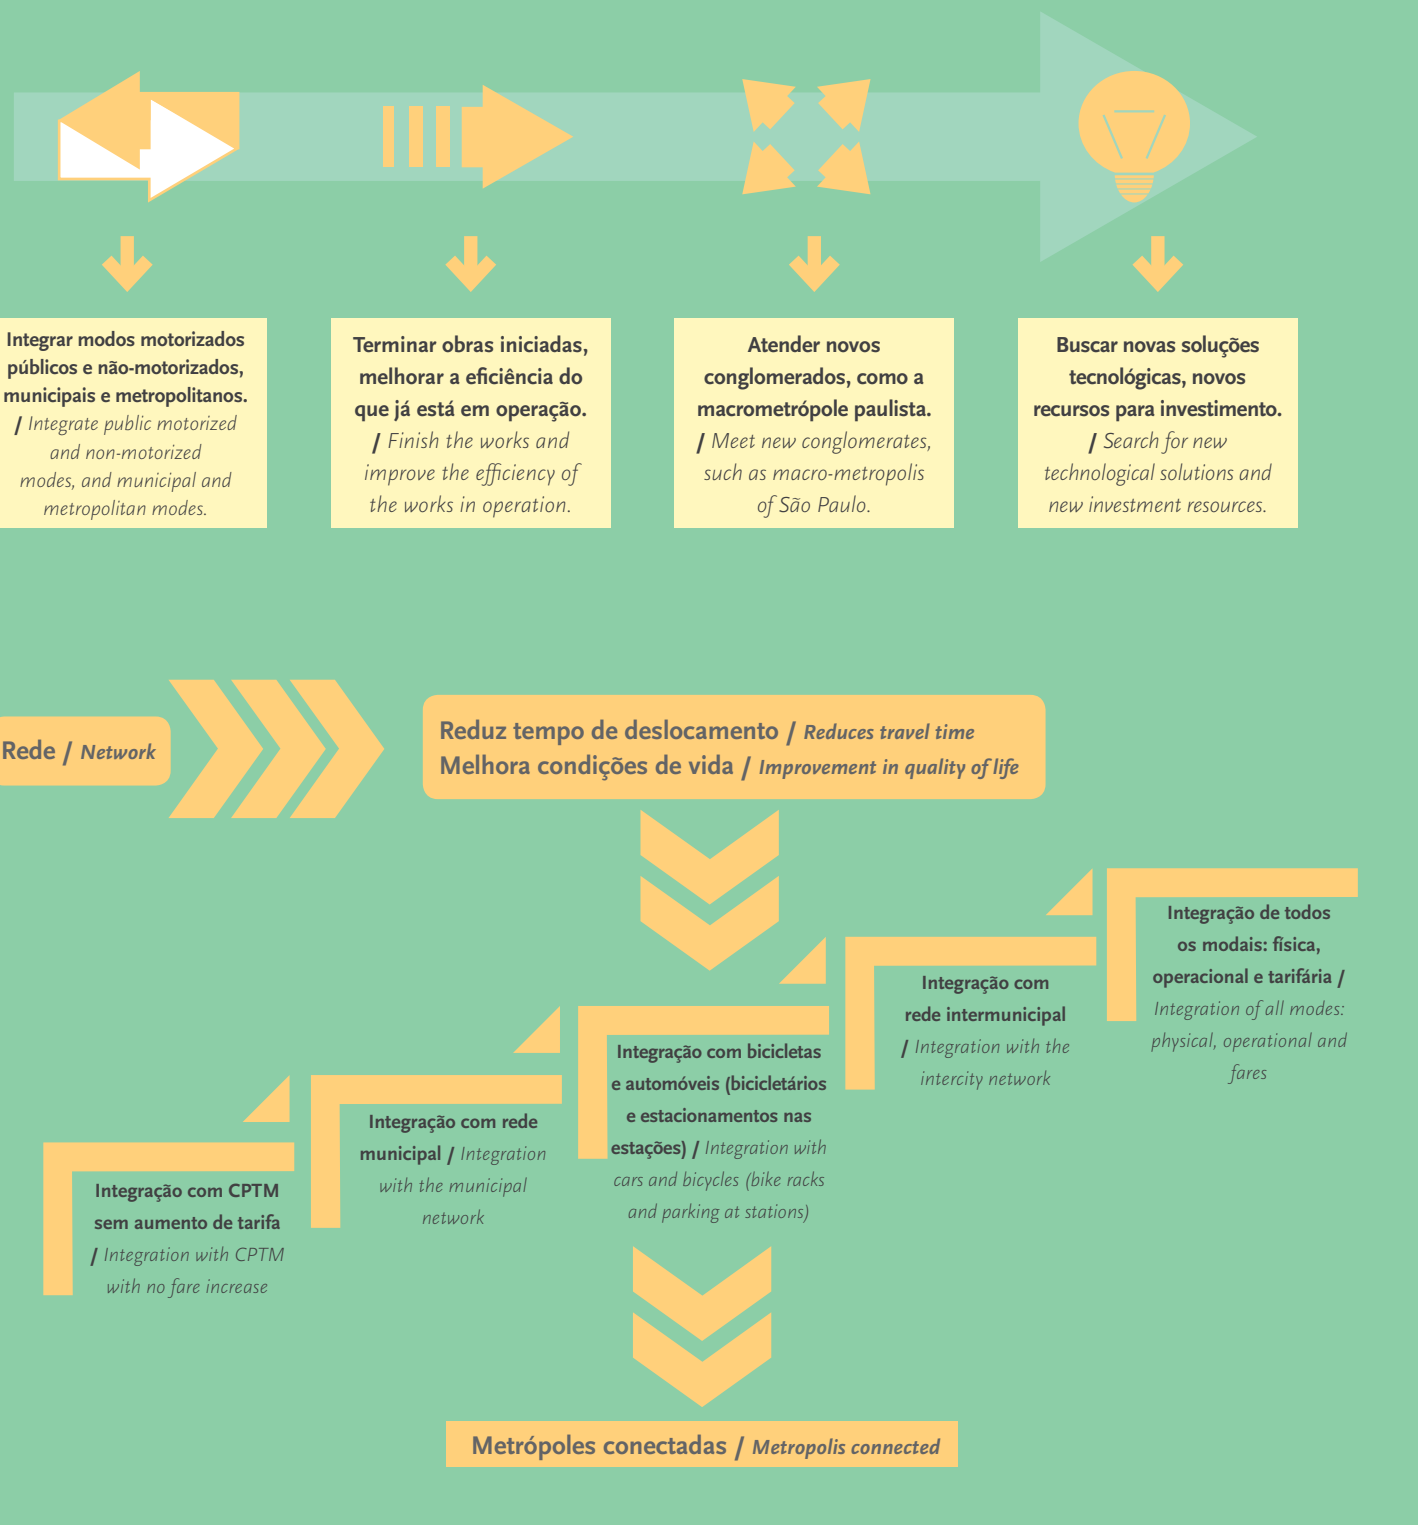 Integrar modos motorizados
públicos e não-motorizados,
municipais e metropolitanos.
/ Integrate public motorized
and non-motorized
modes, and municipal and
metropolitan modes.
Terminar obras iniciadas,
melhorar a eficiência do
que já está em operação.
/ Finish the works and
improve the efficiency of
the works in operation.
Atender novos
conglomerados, como a
macrometrópole paulista.
/ Meet new conglomerates,
such as macro-metropolis
of São Paulo.
Buscar novas soluções
tecnológicas, novos
recursos para investimento.
/ Search for new
technological solutions and
new investment resources.
Rede / Network
Reduz tempo de deslocamento / Reduces travel time
Melhora condições de vida / Improvement in quality of life
Integração com CPTM
sem aumento de tarifa
/ Integration with CPTM
with no fare increase
Integração com rede
municipal / Integration
with the municipal
network
Integração com bicicletas
e automóveis (bicicletários
e estacionamentos nas
estações) / Integration with
cars and bicycles (bike racks
and parking at stations)
Integração com
rede intermunicipal
/ Integration with the
intercity network
Integração de todos
os modais: física,
operacional e tarifária /
Integration of all modes:
physical, operational and
fares
Metrópoles conectadas / Metropolis connected